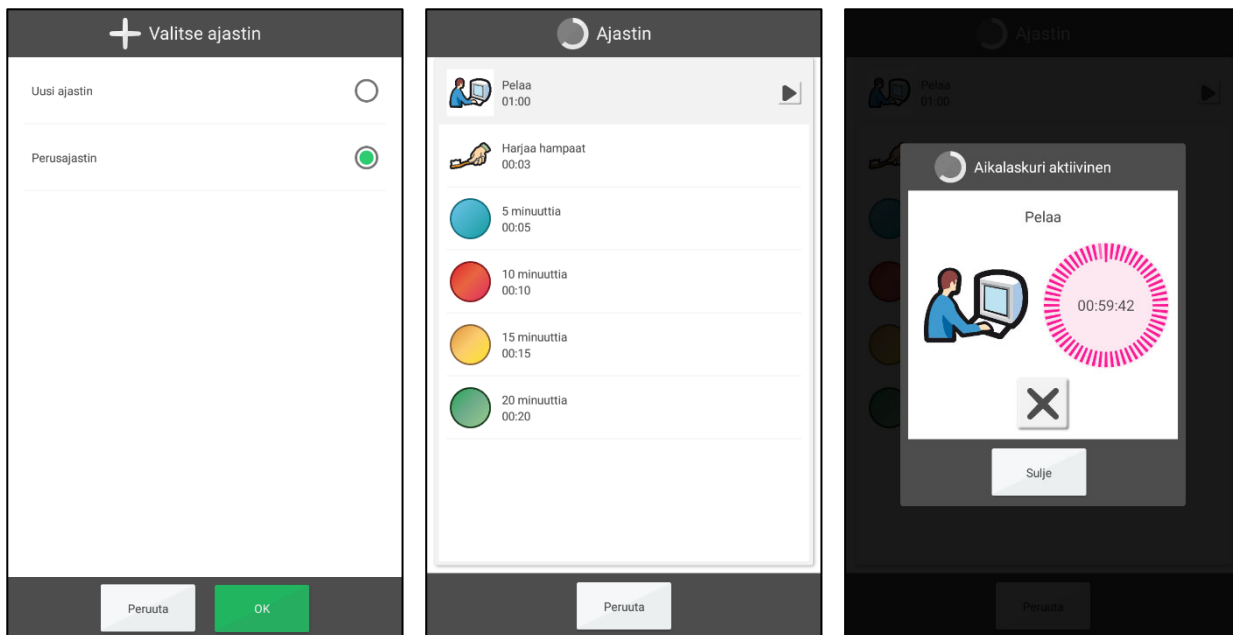 Valitse ajastin
Uusi ajastin
Perusajastin
Peruuta
OK
Ajastin
Pelaa
01:00
Harjaa hampaat
00:03
5 minuuttia
00:05
10 minuuttia
00:10
15 minuuttia
00:15
20 minuuttia
00:20
Peruuta
Ajastin
Pelaa
01:00
Aikalaskuri aktiivinen
Pelaa
00:59:42
Sulje
Peruuta